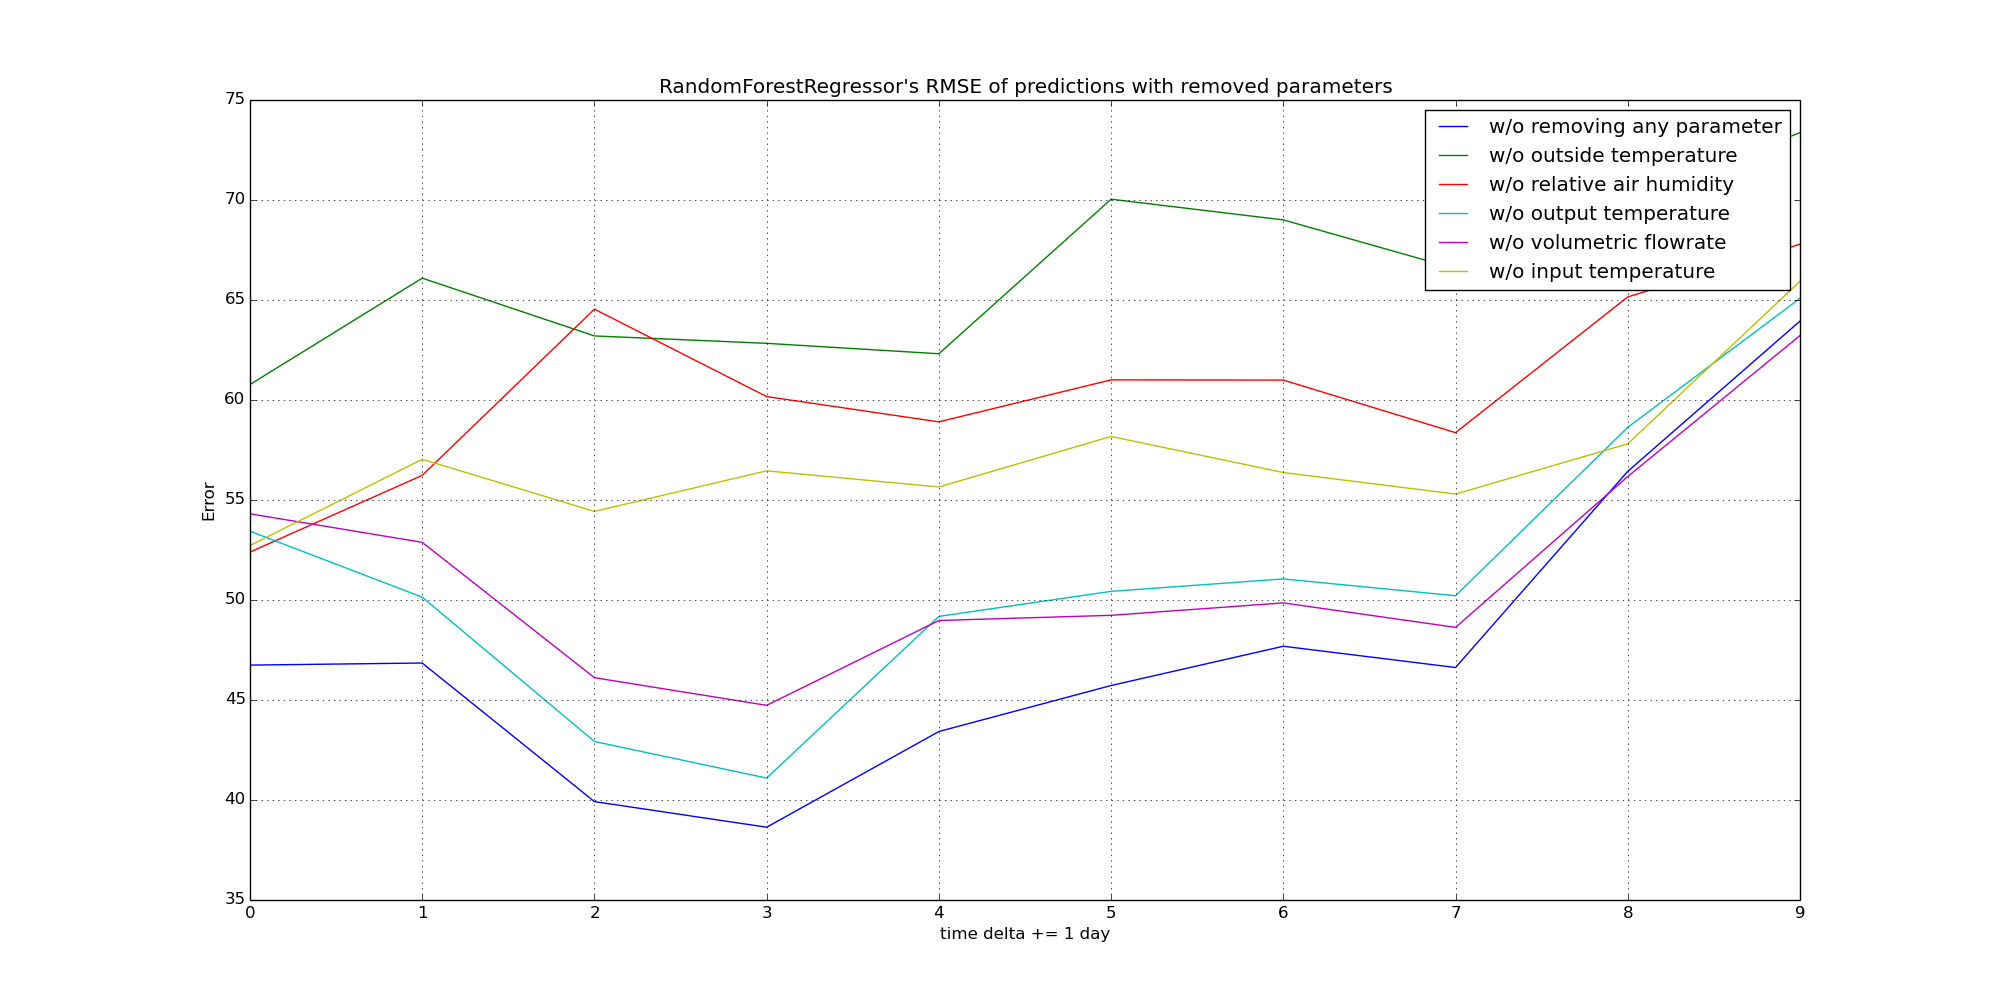 RandomForestRegressor's RMSE of predictions with removed parameters
75
70
65
60
55
50
45
40
35
Error
w/o removing any parameter
w/o outside temperature
w/o relative air humidity
w/o output temperature
w/o volumetric flowrate
w/o input temperature
0 1 2 3 4 5 6 7 8 9
time delta += 1 day